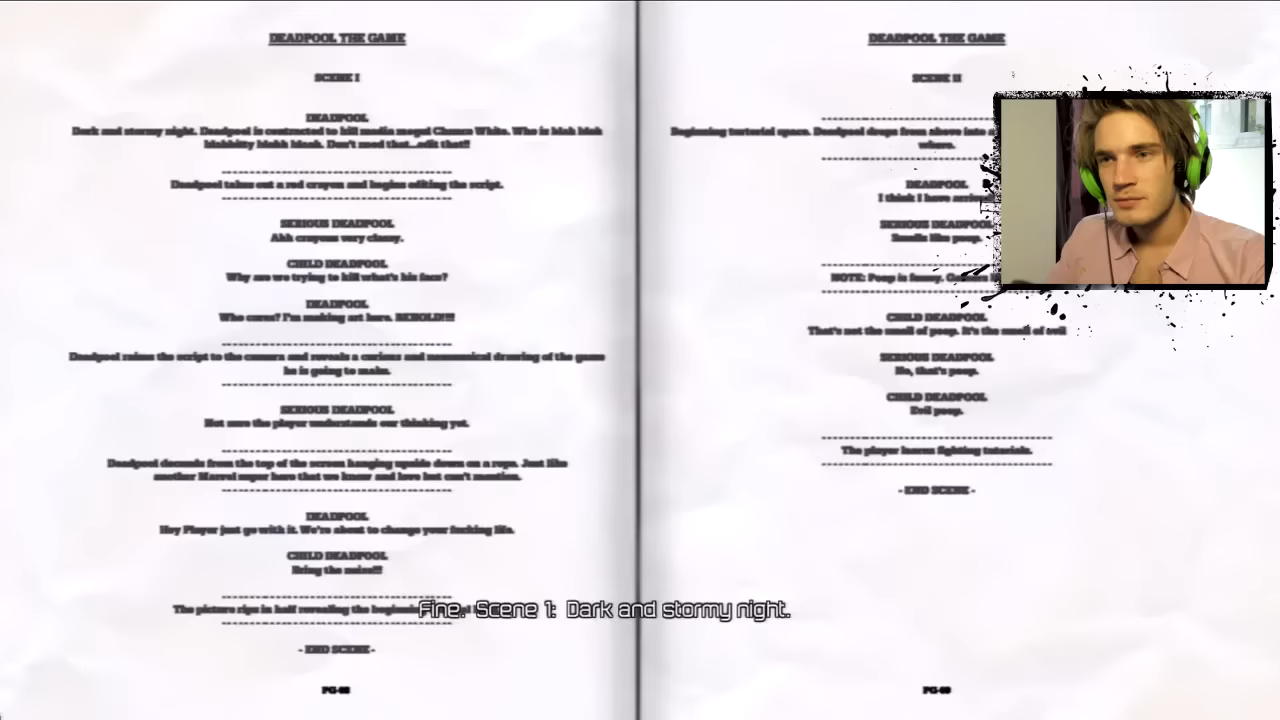 DEADPOOL THE GAME
SCENE I
DEADPOOL
Dark and stormy night. Deadpool is contracted to kill media mogul Chance White. Who is blah blah
blahbbity blahh blaah. Don't need that...edit that!!
Deadpool takes out a red crayon and begins editing the script.
SERIOUS DEADPOOL
Ahh crayons very classy.
CHILD DEADPOOL
Why are we trying to kill what's his face?
DEADPOOL
Who cares? I'm making art here. BEHOLD!!!!
Deadpool raises the script to the camera and reveals a curious and nonsensical drawing of the game
he is going to make.
SERIOUS DEADPOOL
Not sure the player understands our thinking yet.
Deadpool descends from the top of the screen hanging upside down on a rope. Just like
another Marvel super hero that we know and love but can't mention.
DEADPOOL
Hey Player just go with it. We're about to change your fucking life.
CHILD DEADPOOL
Bring the noise!!!
The picture rips in half revealing the
- END SCENE -
PG-02
DEADPOOL THE GAME
SCENE II
Beginning tutorial space. Deadpool drops from above into a
where.
DEADPOOL
I think I have
SERIOUS DEADPOOL
Smells like poop.
NOTE: Poop is funny.
CHILD DEADPOOL
That's not the smell of poop. It's the smell of evil
SERIOUS DEADPOOL
No, that's poop.
CHILD DEADPOOL
Evil poop.
The player learns fighting tutorials.
- END SCENE -
Fine. Scene 1: Dark and stormy night.